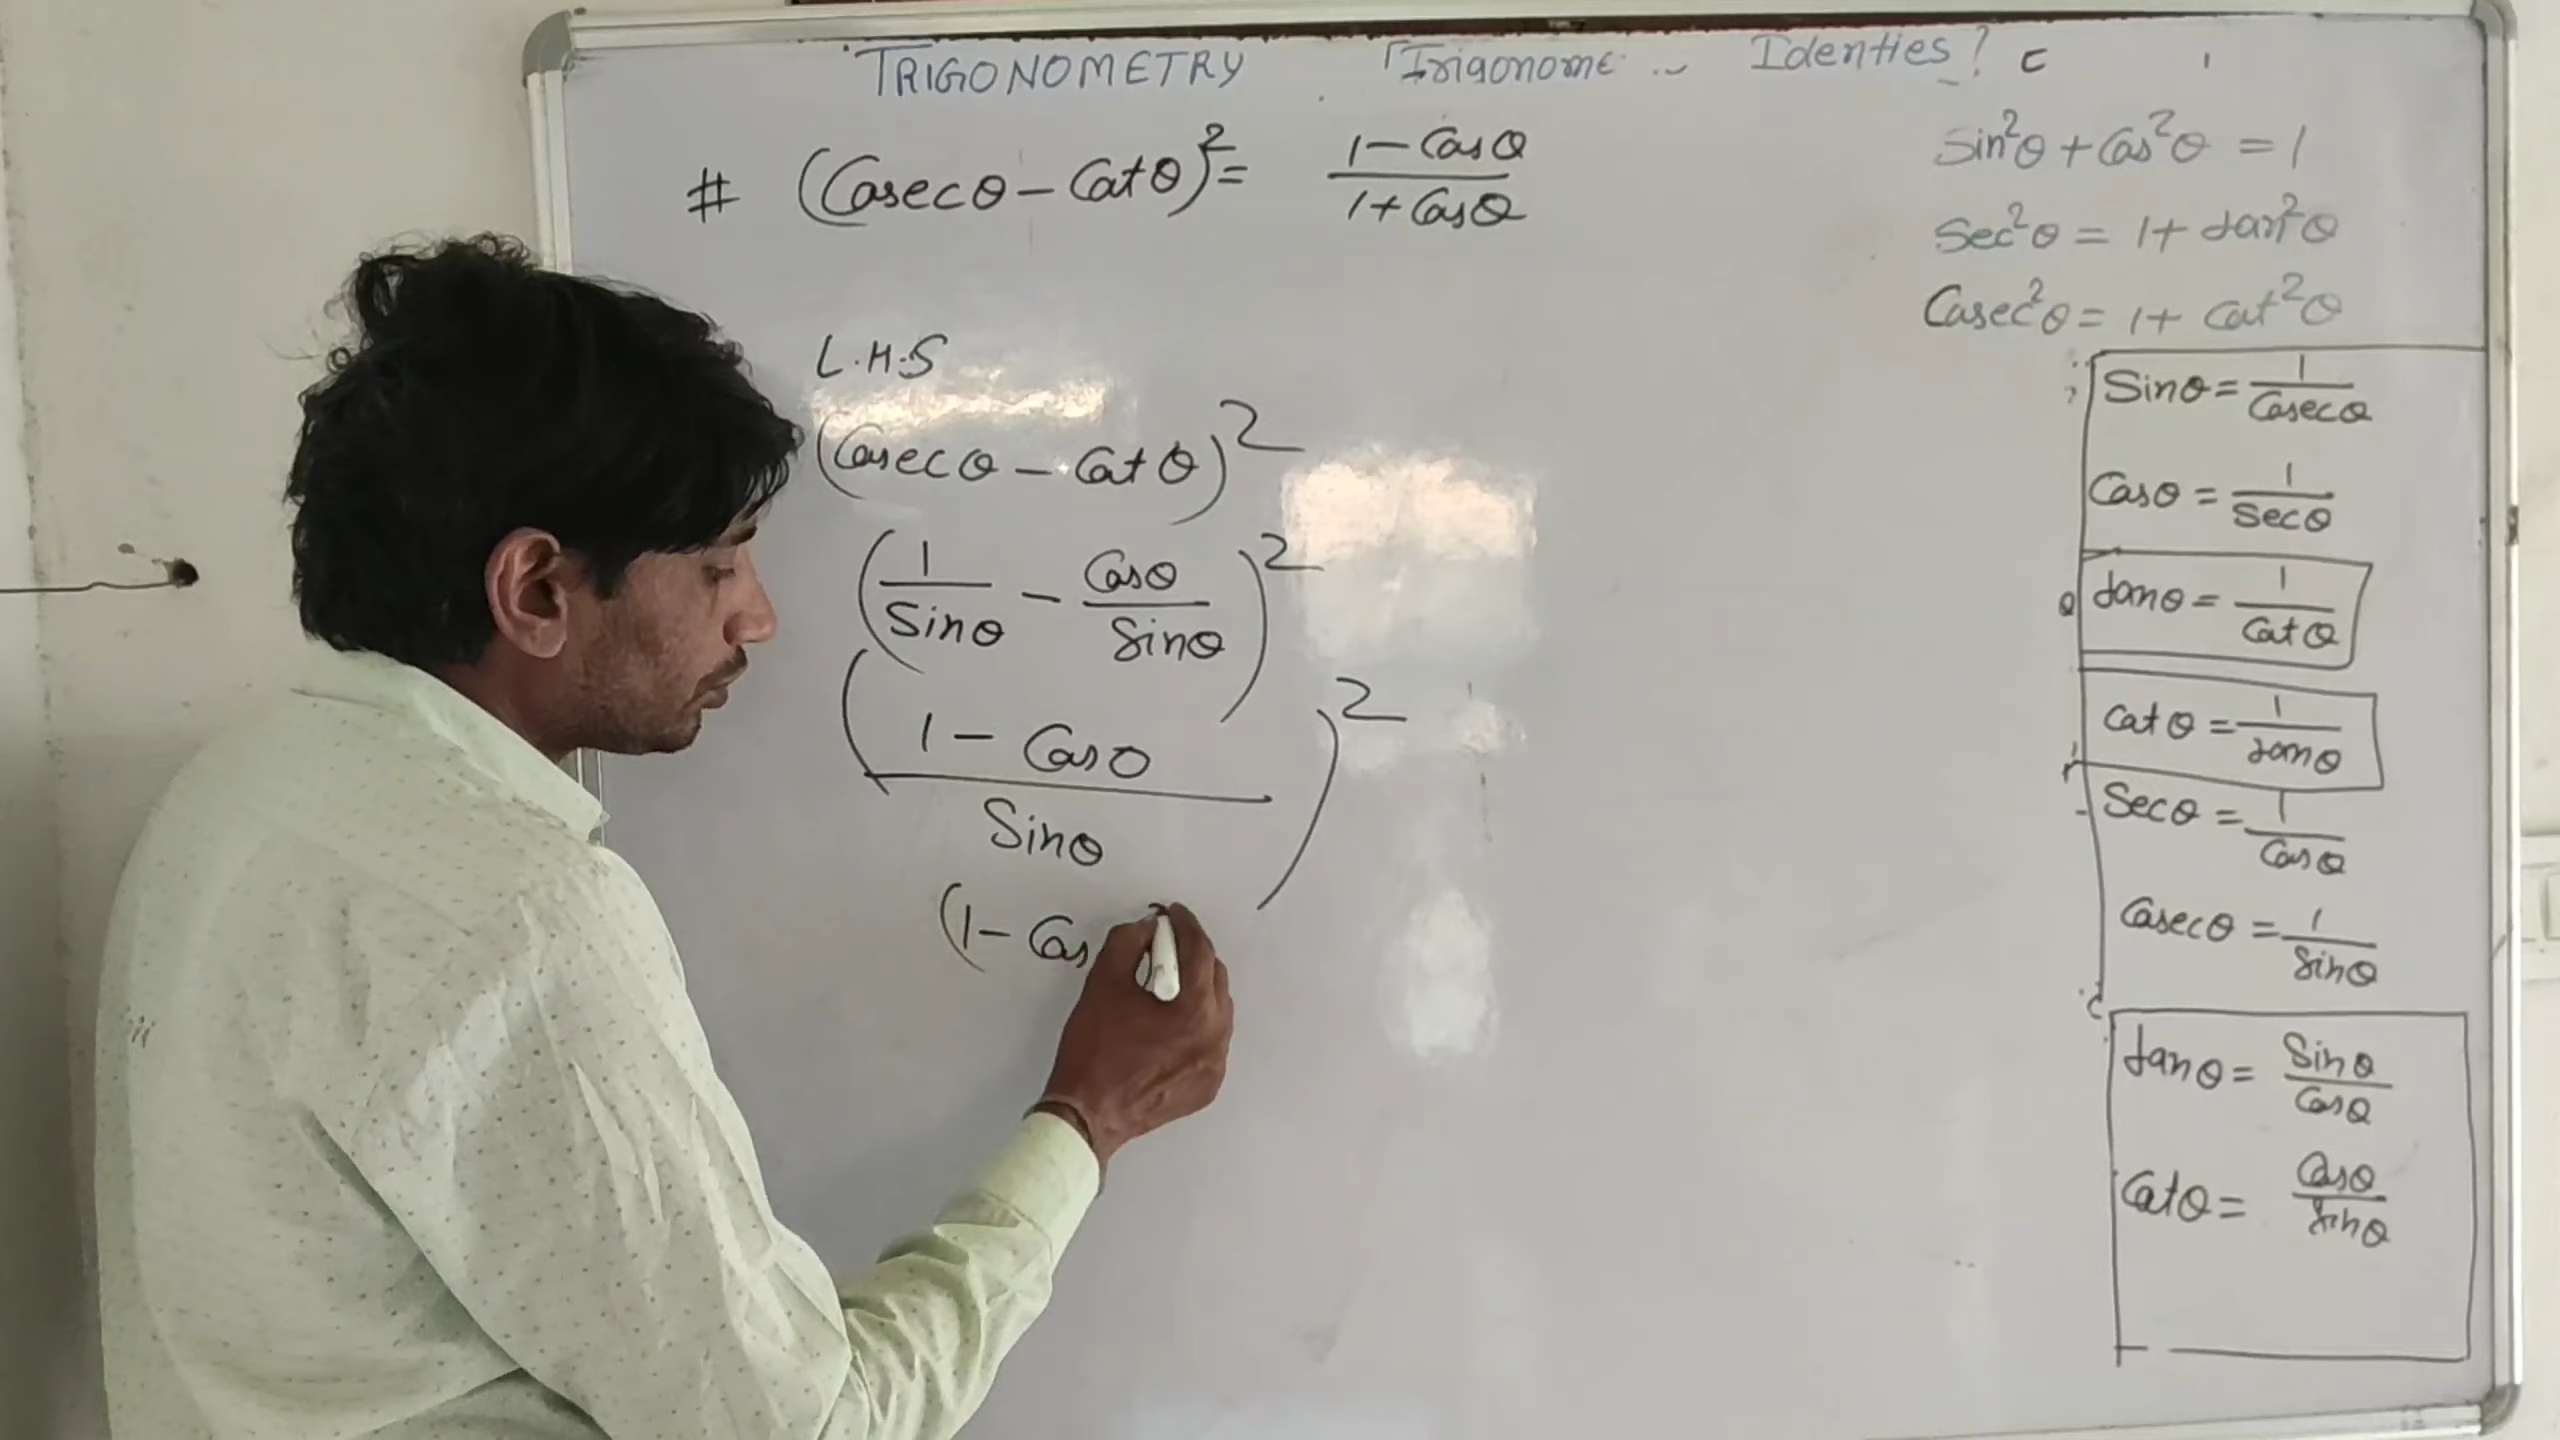 TRIGONOMETRY Trigonome Identies?
# (Cosecθ - Cotθ)² = (1 - Cosθ) / (1 + Cosθ)
L.H.S
(Cosecθ - Cotθ)²
(1/Sinθ - Cosθ/Sinθ)²
((1 - Cosθ) / Sinθ)²
(1 - Cos
Sin²θ + Cos²θ = 1
Sec²θ = 1 + tan²θ
Cosec²θ = 1 + Cot²θ
Sinθ = 1/Cosecθ
Cosθ = 1/Secθ
tanθ = 1/Cotθ
Cotθ = 1/tanθ
Secθ = 1/Cosθ
Cosecθ = 1/Sinθ
tanθ = Sinθ/Cosθ
Cotθ = Cosθ/Sinθ